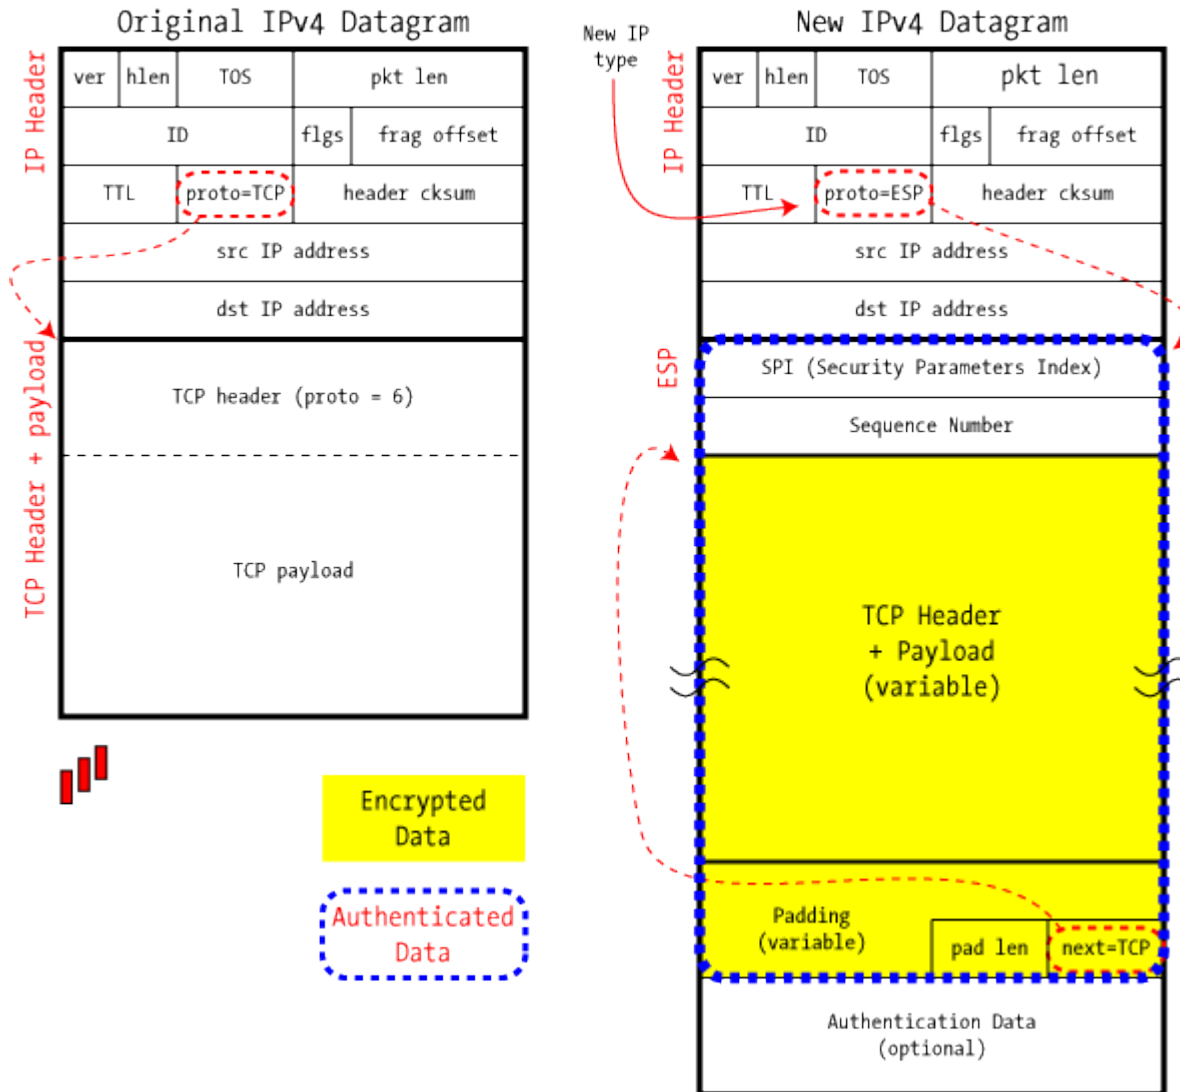 Original IPv4 Datagram
IP Header
ver hlen TOS pkt len
ID flgs frag offset
TTL proto=TCP header cksum
src IP address
dst IP address
TCP Header + payload
TCP header (proto = 6)
TCP payload
Encrypted
Data
Authenticated
Data
New IPv4 Datagram
New IP
type
IP Header
ver hlen TOS pkt len
ID flgs frag offset
TTL proto=ESP header cksum
src IP address
dst IP address
ESP
SPI (Security Parameters Index)
Sequence Number
TCP Header
+ Payload
(variable)
Padding
(variable)
pad len next=TCP
Authentication Data
(optional)